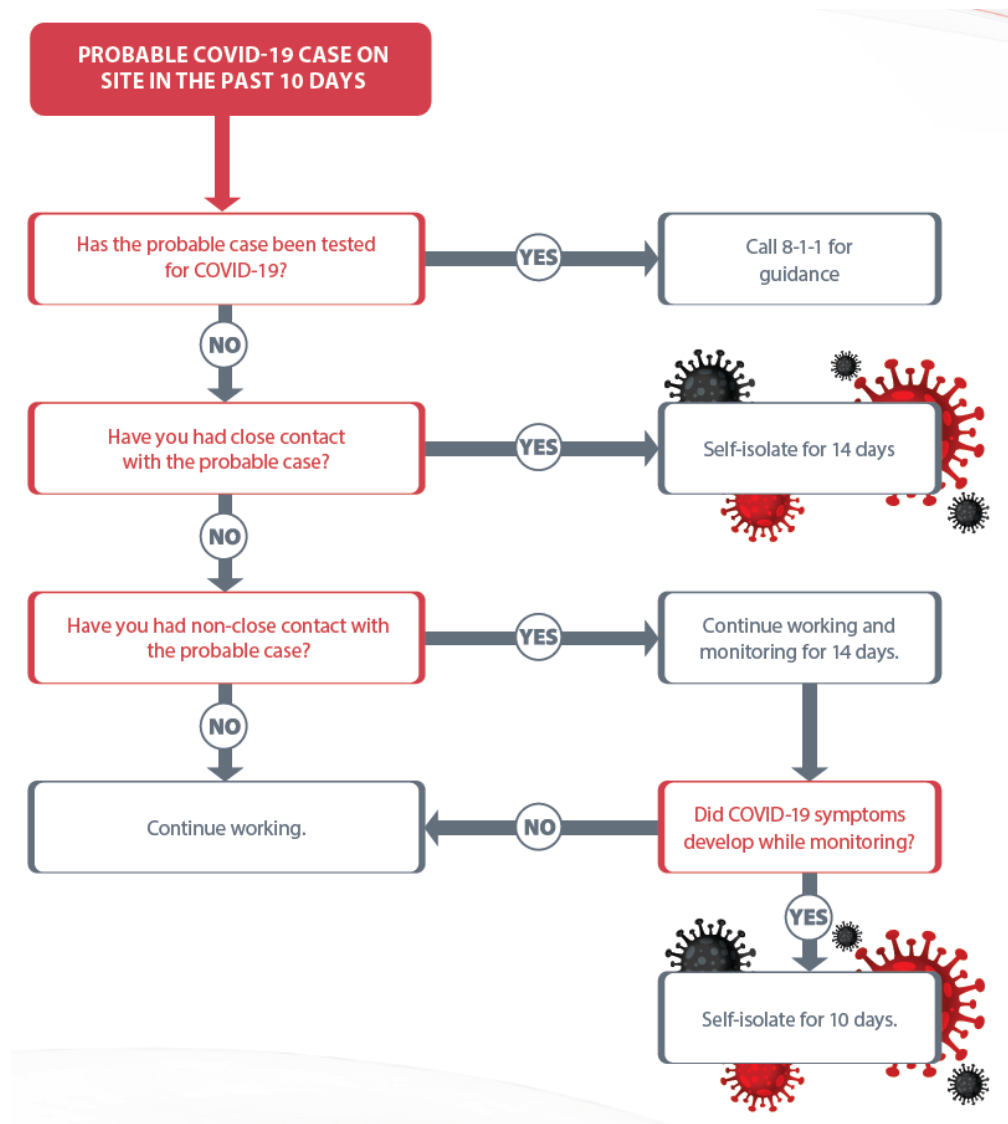 PROBABLE COVID-19 CASE ON
SITE IN THE PAST 10 DAYS
Has the probable case been tested
for COVID-19?
YES
Call 8-1-1 for
guidance
NO
Have you had close contact
with the probable case?
YES
Self-isolate for 14 days
NO
Have you had non-close contact with
the probable case?
YES
Continue working and
monitoring for 14 days.
NO
Continue working.
NO
Did COVID-19 symptoms
develop while monitoring?
YES
Self-isolate for 10 days.